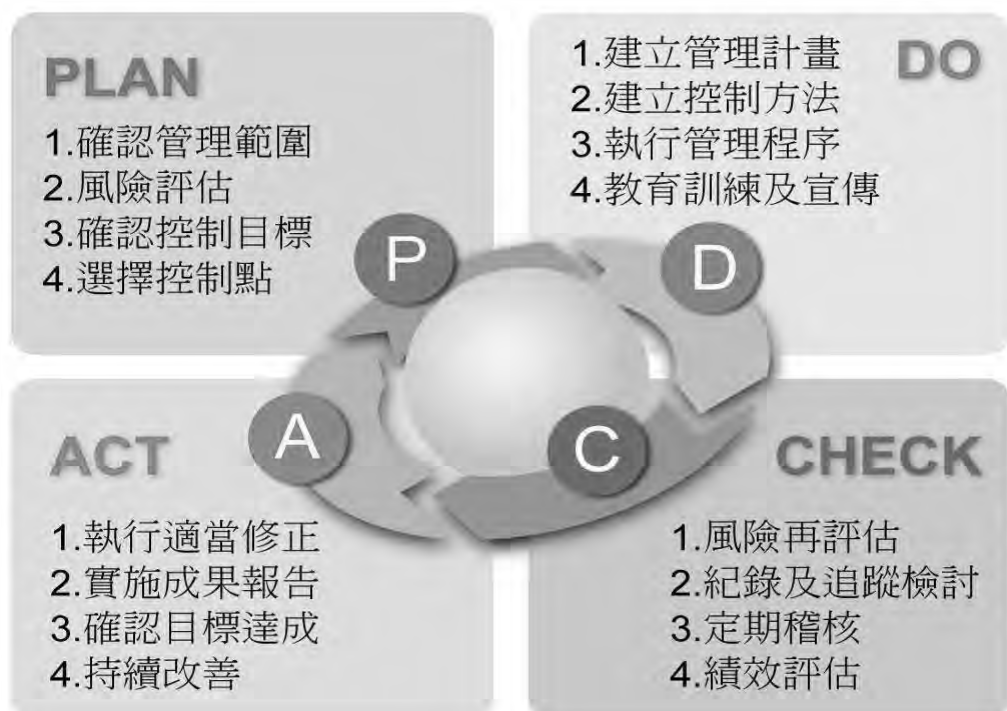 PLAN
1.確認管理範圍
2.風險評估
3.確認控制目標
4.選擇控制點
DO
1.建立管理計畫
2.建立控制方法
3.執行管理程序
4.教育訓練及宣傳
P
D
A
C
ACT
1.執行適當修正
2.實施成果報告
3.確認目標達成
4.持續改善
CHECK
1.風險再評估
2.紀錄及追蹤檢討
3.定期稽核
4.績效評估